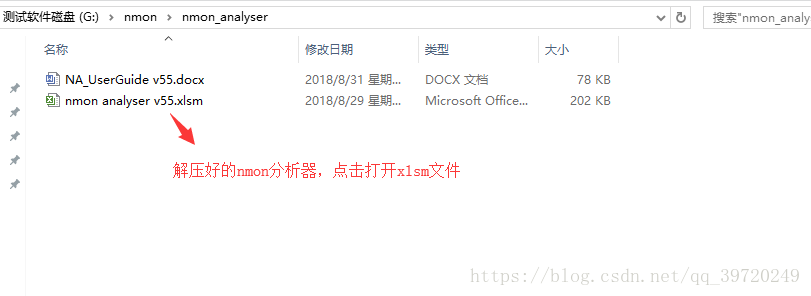 测试软件磁盘 (G:) › nmon › nmon_analyser
搜索"nmon_analy
名称 修改日期 类型 大小
NA_UserGuide v55.docx 2018/8/31 星期... DOCX 文档 78 KB
nmon analyser v55.xlsm 2018/8/29 星期... Microsoft Office... 202 KB
解压好的nmon分析器，点击打开xlsm文件
https://blog.csdn.net/qq_39720249